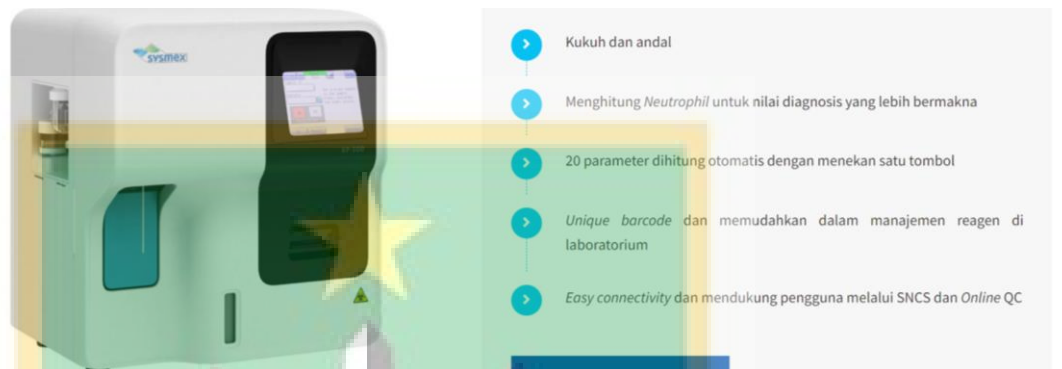 sysmex
Kukuh dan andal
Menghitung Neutrophil untuk nilai diagnosis yang lebih bermakna
20 parameter dihitung otomatis dengan menekan satu tombol
Unique barcode dan memudahkan dalam manajemen reagen di
laboratorium
Easy connectivity dan mendukung pengguna melalui SNCS dan Online QC